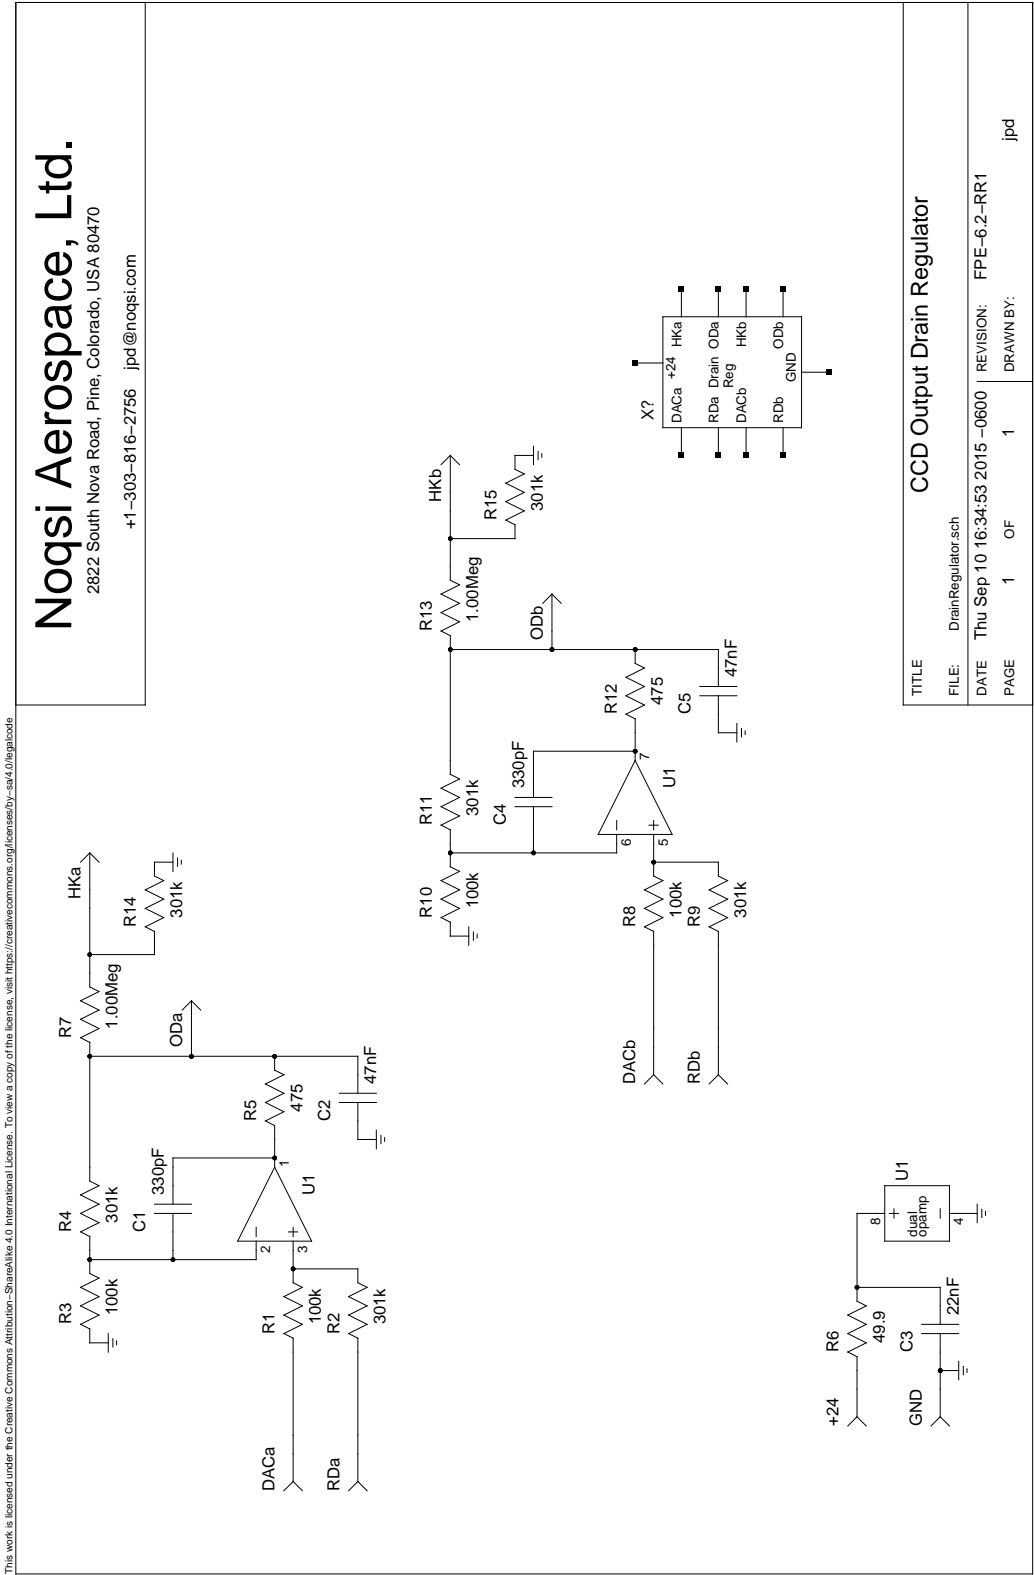 This work is licensed under the Creative Commons Attribution−ShareAlike 4.0 International License. To view a copy of the license, visit https://creativecommons.org/licenses/by−sa/4.0/legalcode
Noqsi Aerospace, Ltd.
2822 South Nova Road, Pine, Colorado, USA 80470
+1−303−816−2756 jpd@noqsi.com
R3
100k
R4
301k
R7
1.00Meg
HKa
R14
301k
C1
330pF
ODa
2
3
1
U1
R5
475
C2
47nF
DACa
R1
100k
RDa
R2
301k
R10
100k
R11
301k
R13
1.00Meg
HKb
R15
301k
C4
330pF
ODb
6
5
7
U1
R12
475
C5
47nF
DACb
R8
100k
RDb
R9
301k
X?
DACa +24 HKa
RDa Drain ODa
Reg
DACb HKb
RDb ODb
GND
+24
R6
49.9
GND
C3
22nF
8
+
dual
opamp
−
4
U1
TITLE
CCD Output Drain Regulator
FILE: DrainRegulator.sch
DATE Thu Sep 10 16:34:53 2015 −0600
REVISION: FPE−6.2−RR1
PAGE 1 OF 1
DRAWN BY: jpd